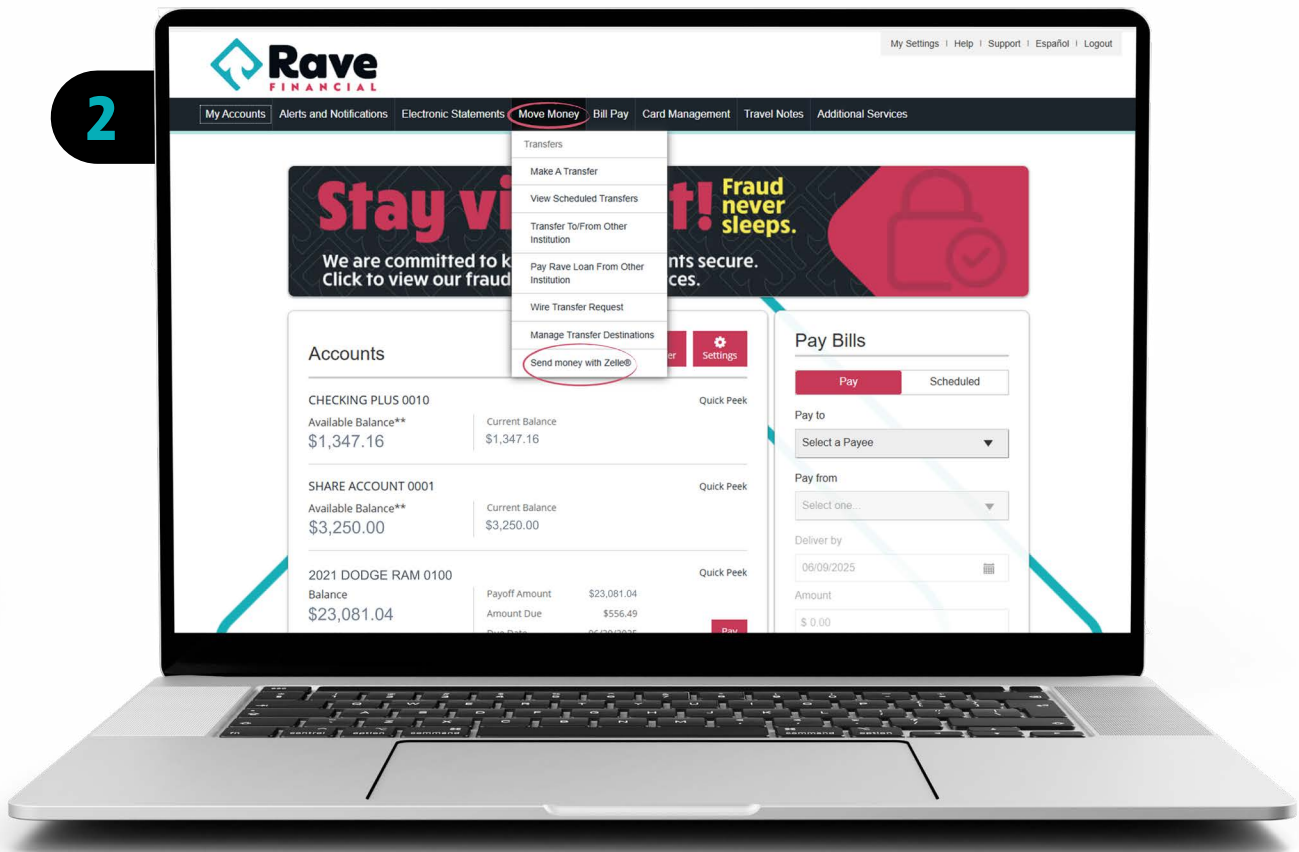 2
Rave
FINANCIAL
My Settings | Help | Support | Español | Logout
My Accounts Alerts and Notifications Electronic Statements Move Money Bill Pay Card Management Travel Notes Additional Services
Transfers
Make A Transfer
View Scheduled Transfers
Transfer To/From Other
Institution
Pay Rave Loan From Other
Institution
Wire Transfer Request
Manage Transfer Destinations
Send money with Zelle®
Stay
Fraud
never
sleeps.
We are committed to k nts secure.
Click to view our fraud ces.
Accounts
Settings
CHECKING PLUS 0010 Quick Peek
Available Balance** Current Balance
$1,347.16 $1,347.16
SHARE ACCOUNT 0001 Quick Peek
Available Balance** Current Balance
$3,250.00 $3,250.00
2021 DODGE RAM 0100 Quick Peek
Balance Payoff Amount $23,081.04
$23,081.04 Amount Due $556.49
Pay Bills
Pay Scheduled
Pay to
Select a Payee
Pay from
Select one...
Deliver by
06/09/2025
Amount
$ 0.00
control option command command option